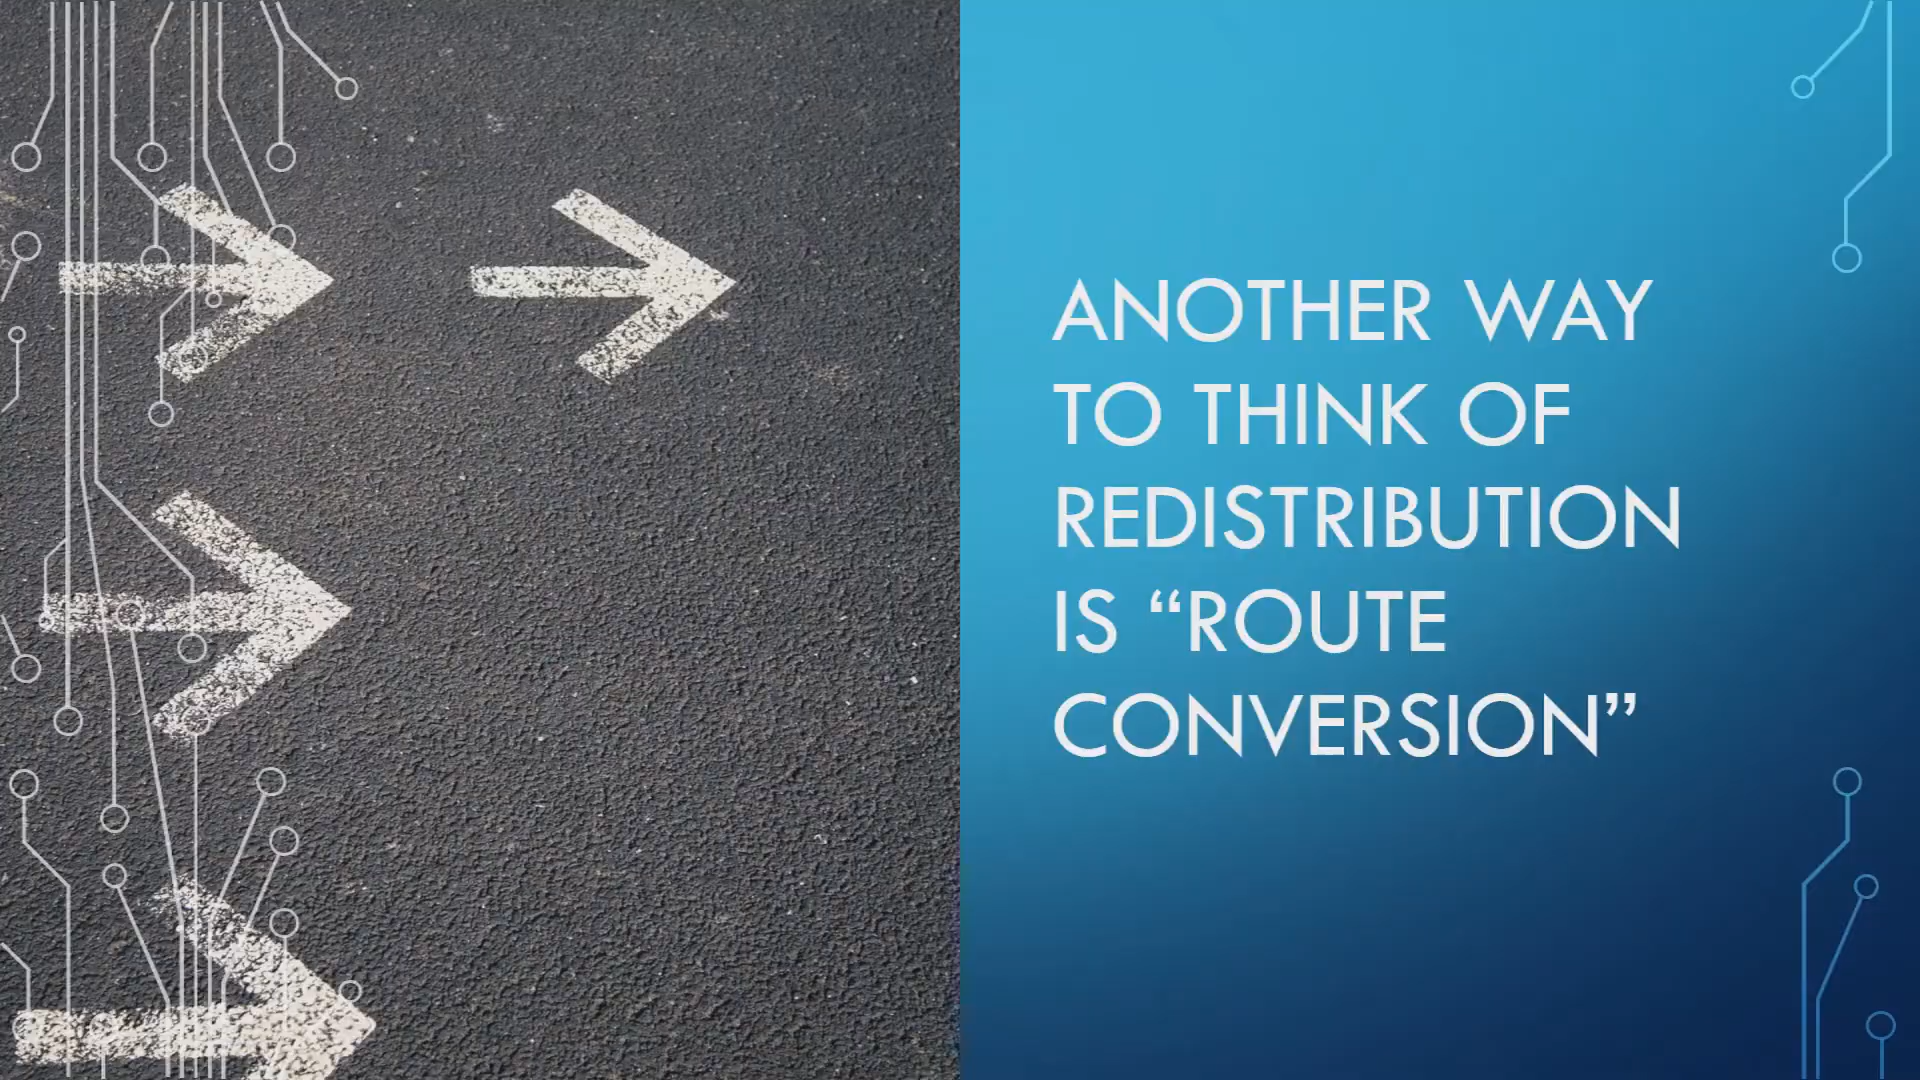 ANOTHER WAY
TO THINK OF
REDISTRIBUTION
IS “ROUTE
CONVERSION”